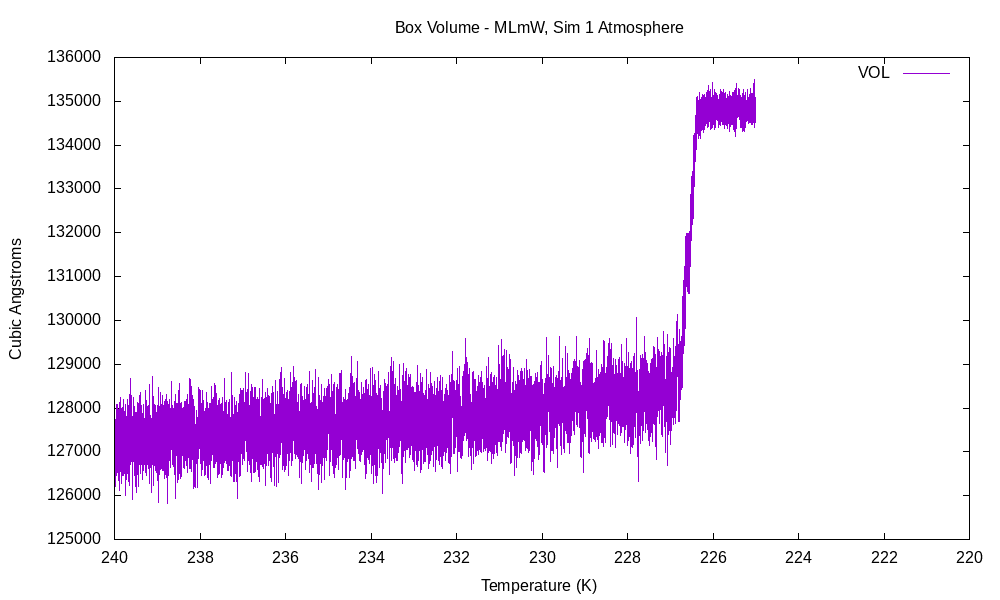 Box Volume - MLmW, Sim 1 Atmosphere
VOL
Cubic Angstroms
136000
135000
134000
133000
132000
131000
130000
129000
128000
127000
126000
125000
240 238 236 234 232 230 228 226 224 222 220
Temperature (K)